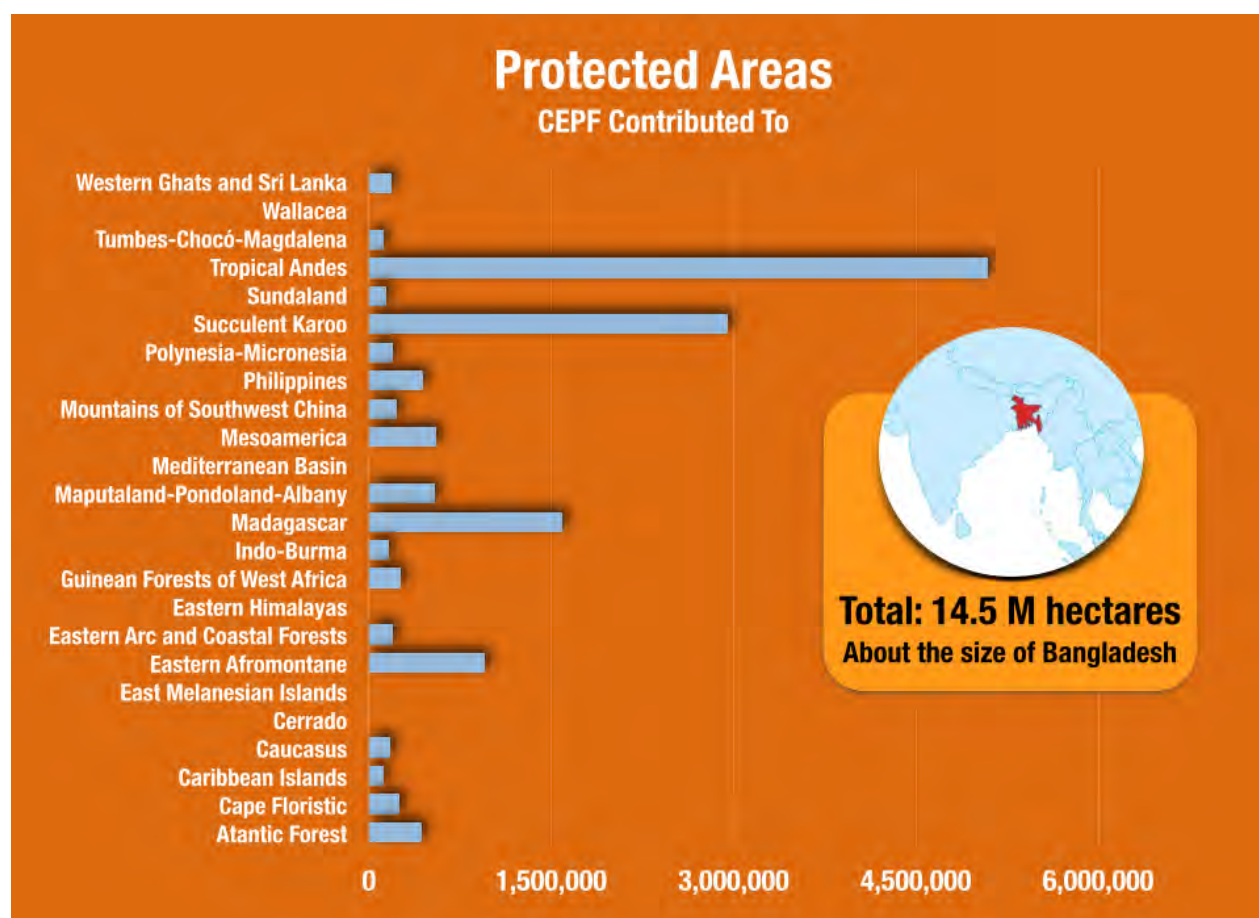 Protected Areas
CEPF Contributed To
Western Ghats and Sri Lanka
Wallacea
Tumbes-Chocó-Magdalena
Tropical Andes
Sundaland
Succulent Karoo
Polynesia-Micronesia
Philippines
Mountains of Southwest China
Mesoamerica
Mediterranean Basin
Maputaland-Pondoland-Albany
Madagascar
Indo-Burma
Guinean Forests of West Africa
Eastern Himalayas
Eastern Arc and Coastal Forests
Eastern Afromontane
East Melanesian Islands
Cerrado
Caucasus
Caribbean Islands
Cape Floristic
Atantic Forest
0 1,500,000 3,000,000 4,500,000 6,000,000
Total: 14.5 M hectares
About the size of Bangladesh